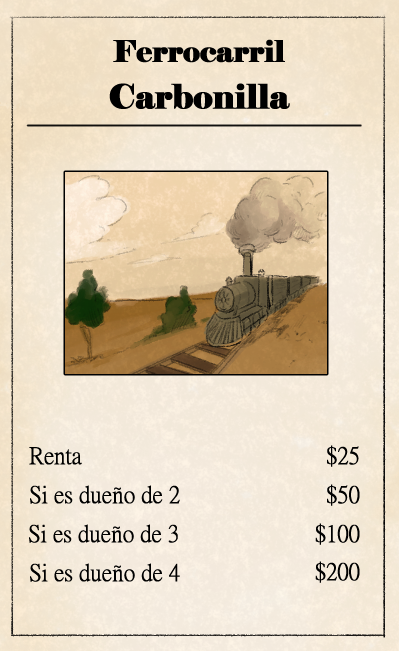 Ferrocarril
Carbonilla
Renta $25
Si es dueño de 2 $50
Si es dueño de 3 $100
Si es dueño de 4 $200